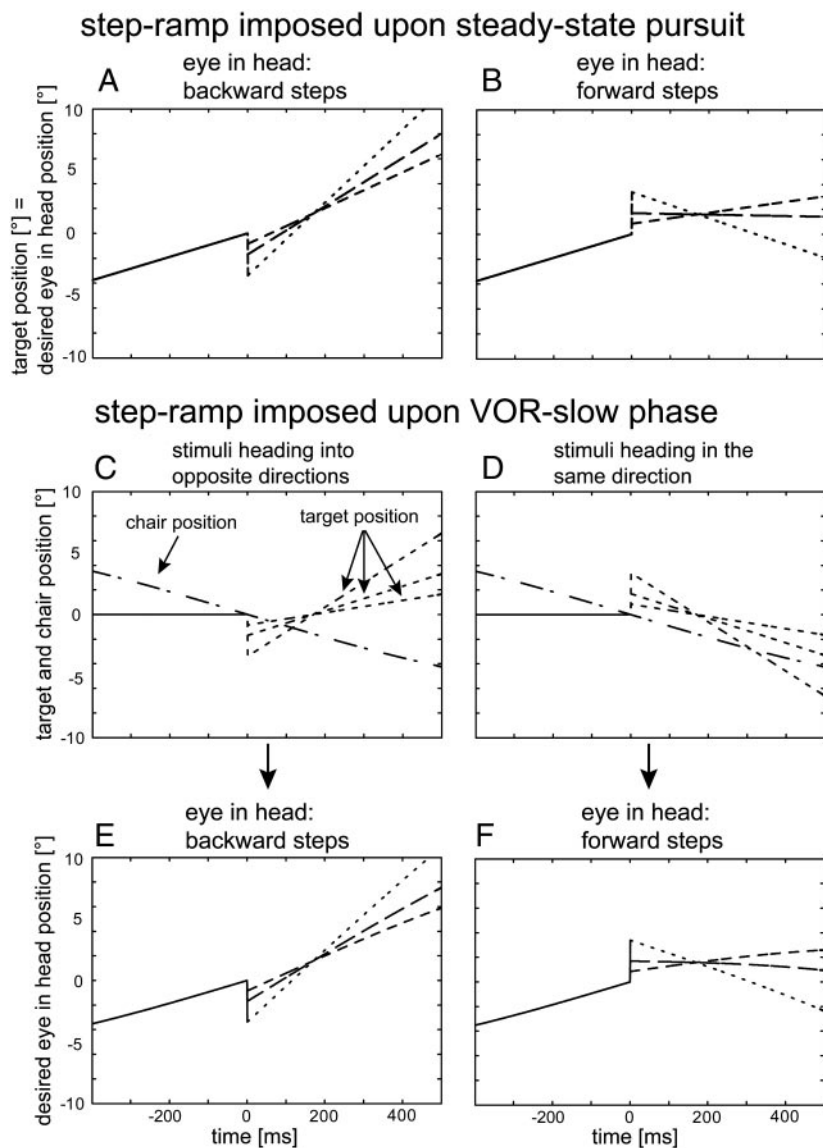 step-ramp imposed upon steady-state pursuit
A
eye in head:
backward steps
B
eye in head:
forward steps
target position [°] =
desired eye in head position [°]
10
5
0
-5
-10
step-ramp imposed upon VOR-slow phase
C
stimuli heading into
opposite directions
D
stimuli heading in the
same direction
target and chair position [°]
10
5
0
-5
-10
chair position
target position
E
eye in head:
backward steps
F
eye in head:
forward steps
desired eye in head position [°]
10
5
0
-5
-10
-200
0
200
400
time [ms]
-200
0
200
400
time [ms]